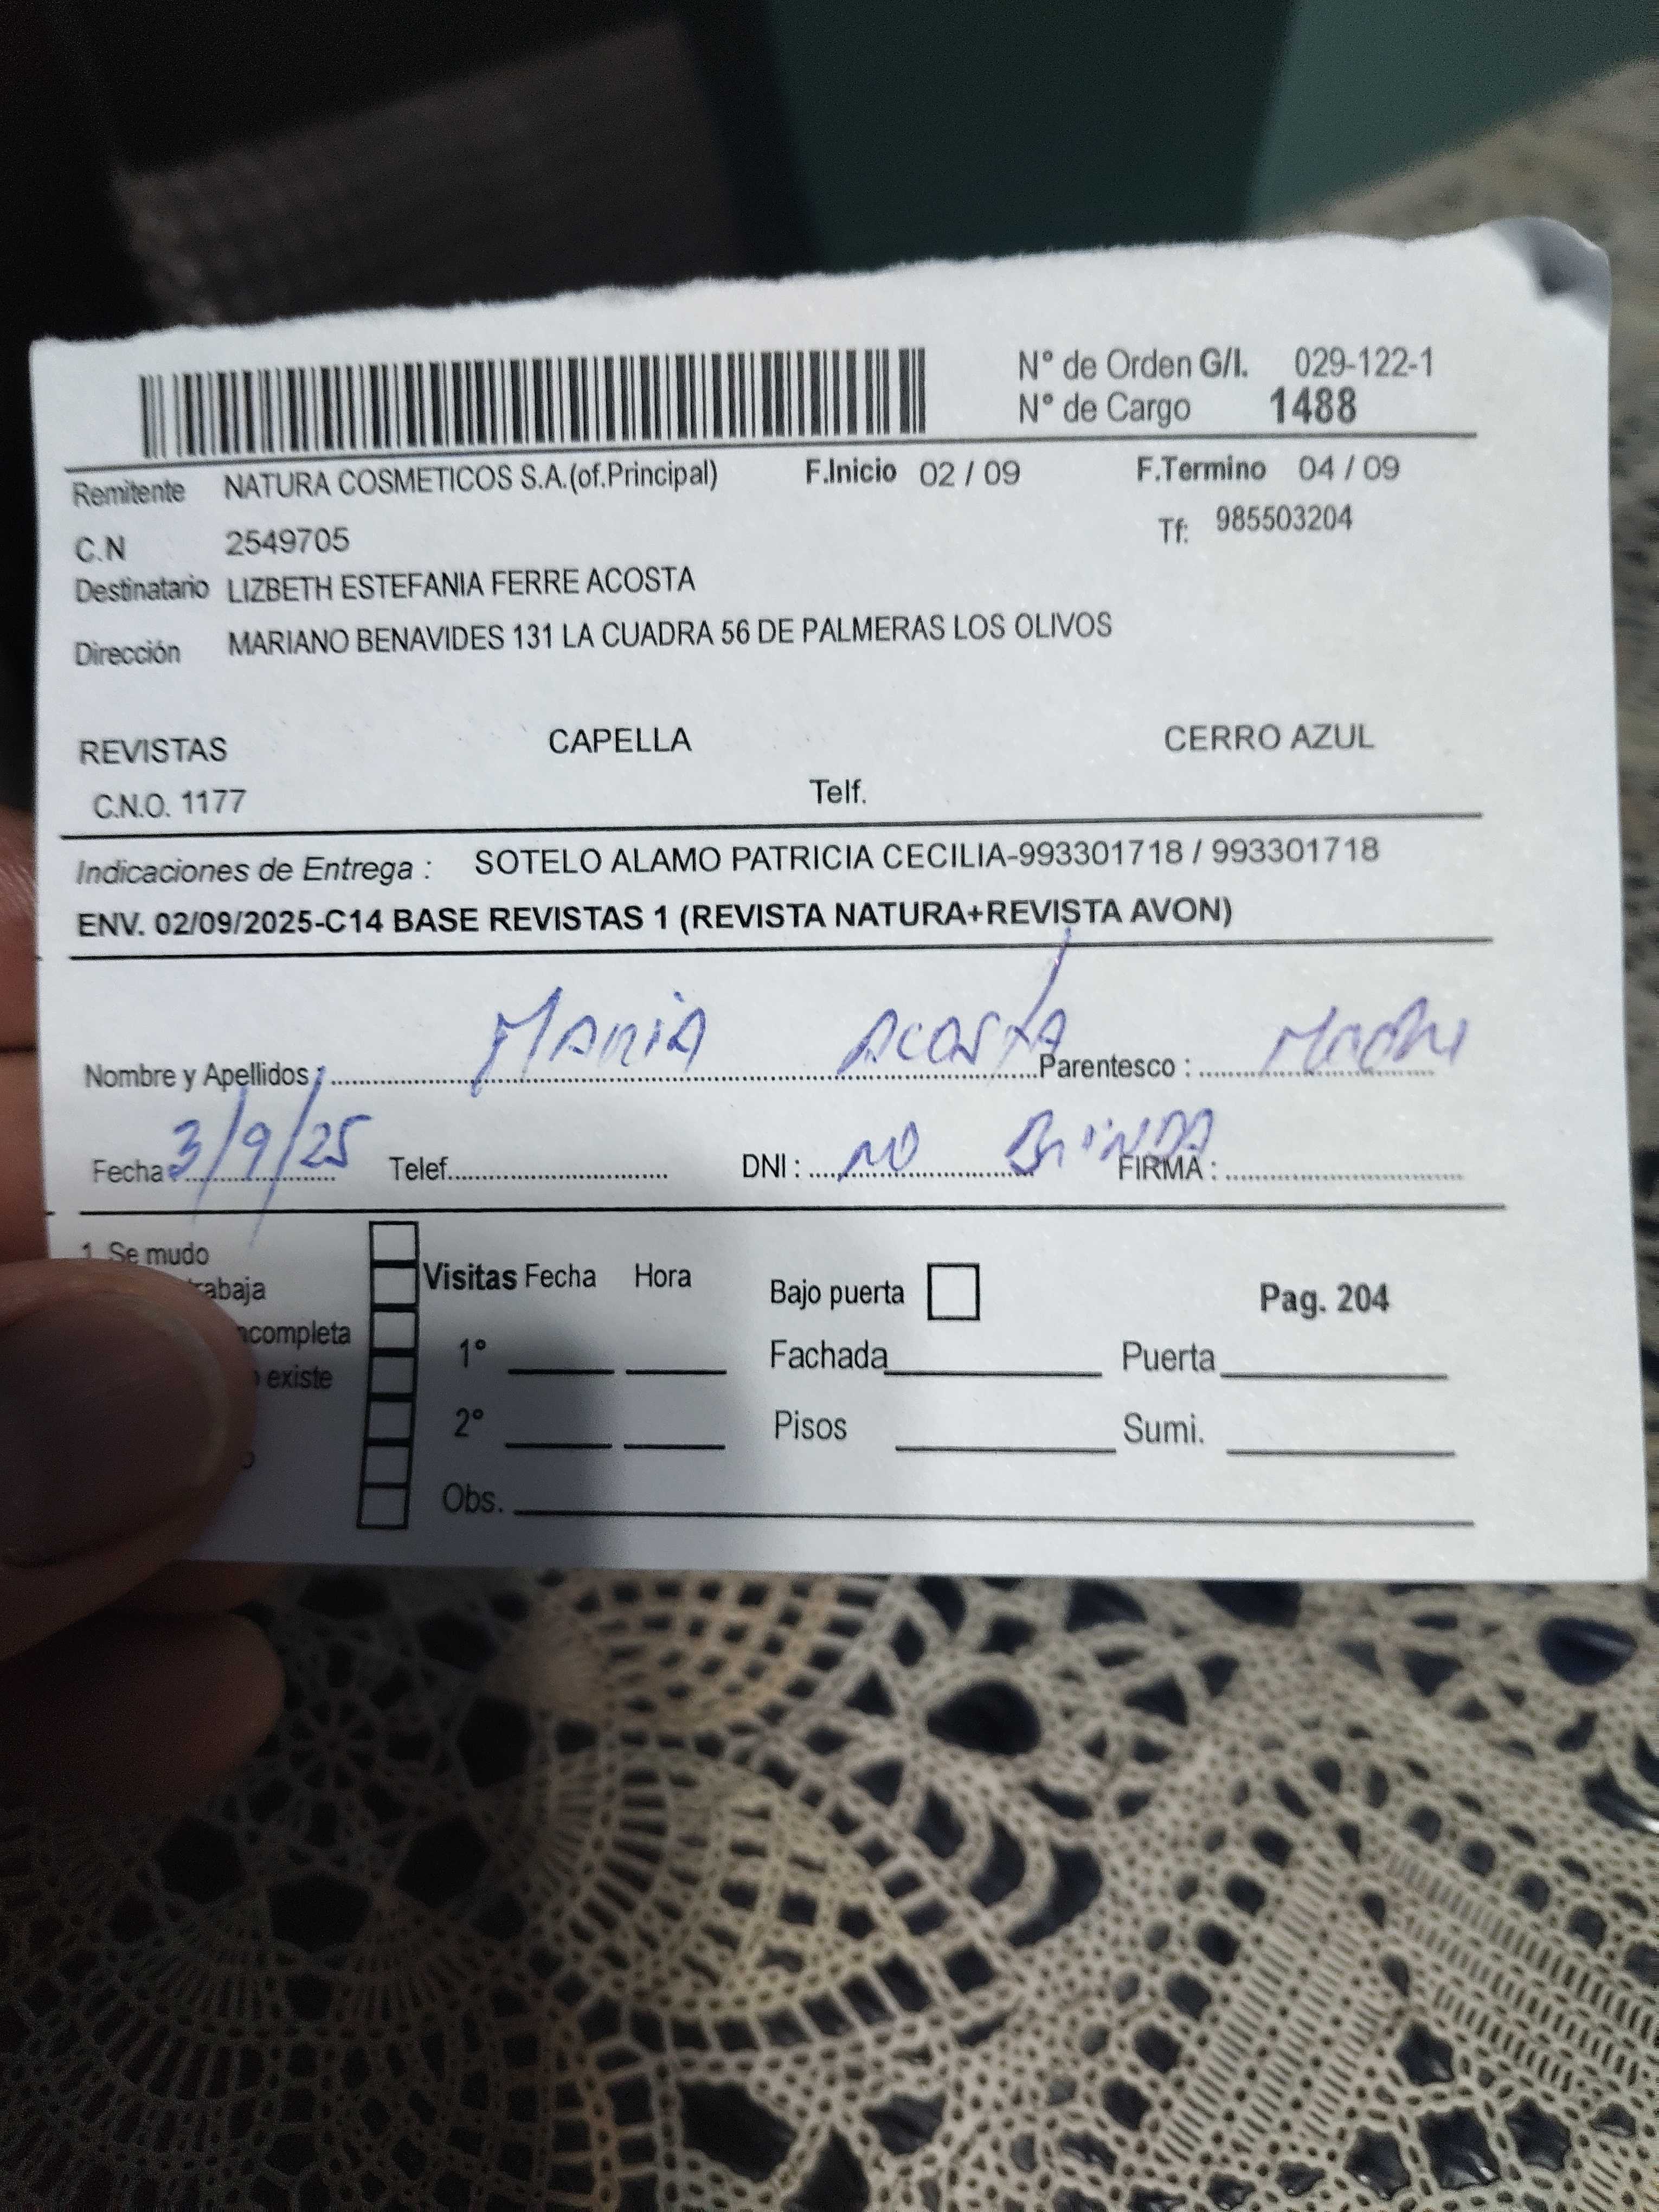 N° de Orden G/I. 029-122-1
N° de Cargo 1488
Remitente NATURA COSMETICOS S.A.(of.Principal) F.Inicio 02 / 09 F.Termino 04 / 09
C.N 2549705 Tf: 985503204
Destinatario LIZBETH ESTEFANIA FERRE ACOSTA
Dirección MARIANO BENAVIDES 131 LA CUADRA 56 DE PALMERAS LOS OLIVOS
REVISTAS CAPELLA CERRO AZUL
C.N.O. 1177 Telf.
Indicaciones de Entrega : SOTELO ALAMO PATRICIA CECILIA-993301718 / 993301718
ENV. 02/09/2025-C14 BASE REVISTAS 1 (REVISTA NATURA+REVISTA AVON)
Nombre y Apellidos : MARIA ACOSTA Parentesco : Madre
Fecha 3/9/25 Telef. DNI : NO BrinDA FIRMA :
1. Se mudo
trabaja Visitas Fecha Hora Bajo puerta Pag. 204
ncompleta 1° Fachada Puerta
existe
2° Pisos Sumi.
Obs.